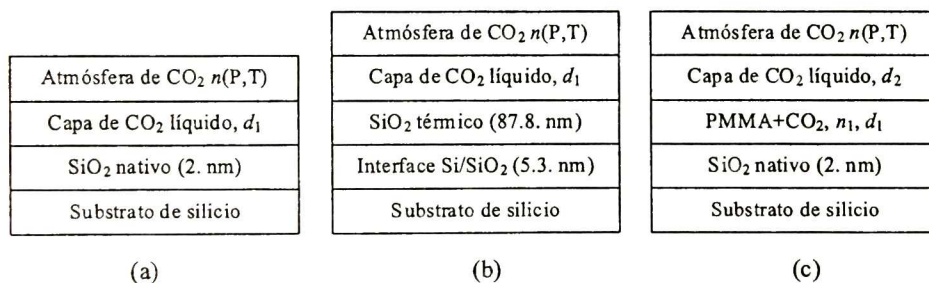 Atmósfera de CO2 n(P,T)
Capa de CO2 líquido, d1
SiO2 nativo (2. nm)
Substrato de silicio
(a)
Atmósfera de CO2 n(P,T)
Capa de CO2 líquido, d1
SiO2 térmico (87.8. nm)
Interface Si/SiO2 (5.3. nm)
Substrato de silicio
(b)
Atmósfera de CO2 n(P,T)
Capa de CO2 líquido, d2
PMMA+CO2, n1, d1
SiO2 nativo (2. nm)
Substrato de silicio
(c)